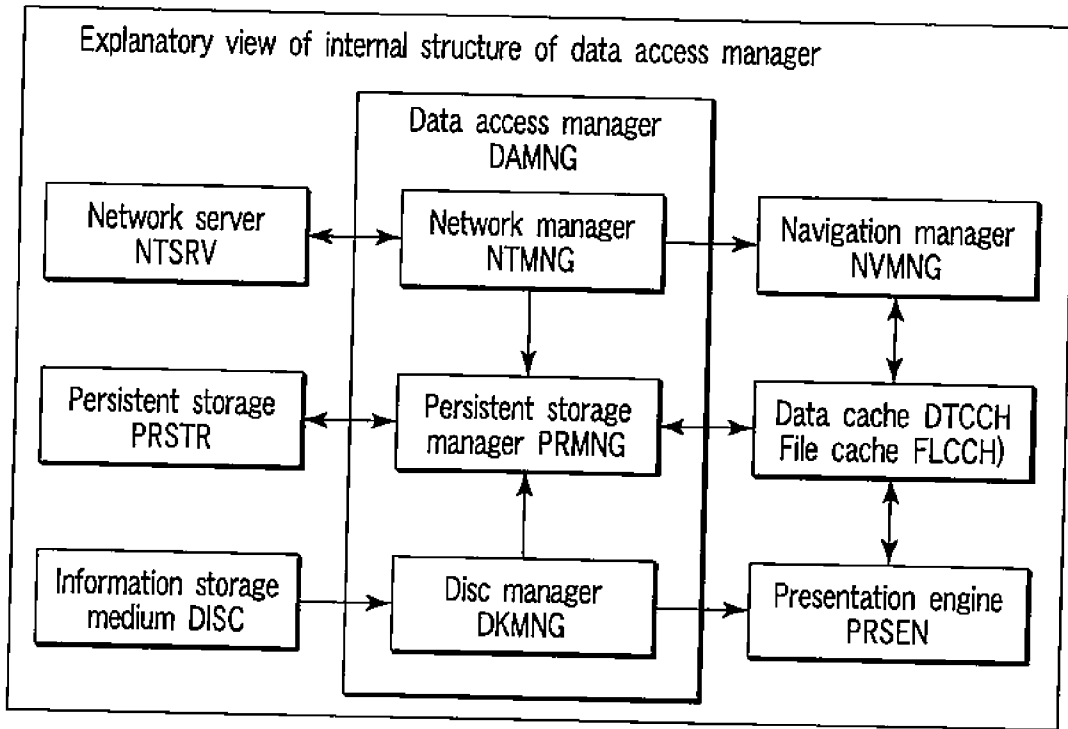 Explanatory view of internal structure of data access manager
Data access manager
DAMNG
Network server
NTSRV
Network manager
NTMNG
Navigation manager
NVMNG
Persistent storage
PRSTR
Persistent storage
manager PRMNG
Data cache DTCCH
File cache FLCCH)
Information storage
medium DISC
Disc manager
DKMNG
Presentation engine
PRSEN